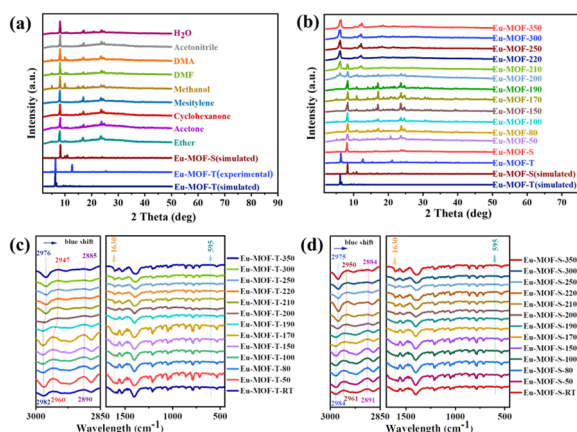 (a)
Intensity (a.u.)
H2O
Acetonitrile
DMA
DMF
Methanol
Mesitylene
Cyclohexanone
Acetone
Ether
Eu-MOF-S(simulated)
Eu-MOF-T(experimental)
Eu-MOF-T(simulated)
10 20 30 40 50 60 70 80 90
2 Theta (deg)
(b)
Intensity (a.u.)
Eu-MOF-350
Eu-MOF-300
Eu-MOF-250
Eu-MOF-220
Eu-MOF-210
Eu-MOF-200
Eu-MOF-190
Eu-MOF-170
Eu-MOF-150
Eu-MOF-100
Eu-MOF-80
Eu-MOF-50
Eu-MOF-S
Eu-MOF-T
Eu-MOF-S(simulated)
Eu-MOF-T(simulated)
0 10 20 30 40 50 60 70
2 Theta (deg)
(c)
blue shift
2976 2947 2885
1630
595
Eu-MOF-T-350
Eu-MOF-T-300
Eu-MOF-T-250
Eu-MOF-T-220
Eu-MOF-T-210
Eu-MOF-T-200
Eu-MOF-T-190
Eu-MOF-T-170
Eu-MOF-T-150
Eu-MOF-T-100
Eu-MOF-T-80
Eu-MOF-T-50
Eu-MOF-T-RT
2982 2960 2890
3000 2850 1500 1000 500
Wavelength (cm-1)
(d)
blue shift
2975 2950 2884
1630
595
Eu-MOF-S-350
Eu-MOF-S-300
Eu-MOF-S-250
Eu-MOF-S-220
Eu-MOF-S-210
Eu-MOF-S-200
Eu-MOF-S-190
Eu-MOF-S-170
Eu-MOF-S-150
Eu-MOF-S-100
Eu-MOF-S-80
Eu-MOF-S-50
Eu-MOF-S-RT
2984 2961 2891
3000 2850 1500 1000 500
Wavelength (cm-1)